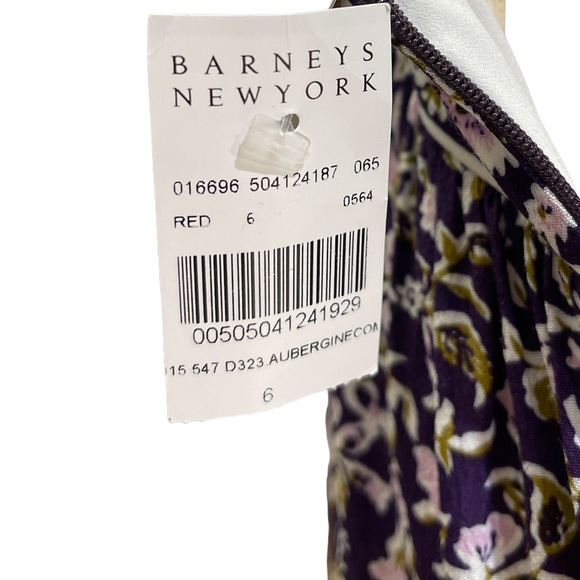 BARNEYS
NEWYORK
016696 504124187 065
RED 6 0564
00505041241929
15 547 D323.AUBERGINECOM
6